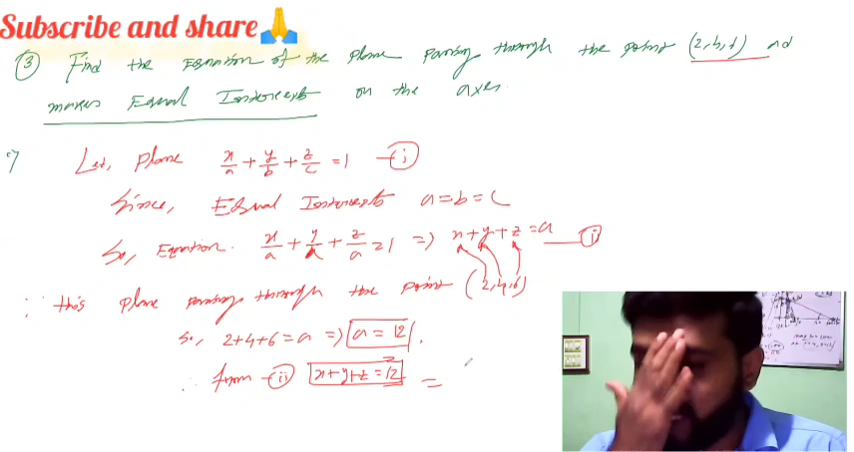 Subscribe and share🙏
③ Find the Equation of the plane passing through the point (2,4,6) and
makes Equal Intercepts on the axes.
⇒ Let, plane x/a + y/b + z/c = 1 —(i)
Since, Equal Intercepts a=b=c
So, Equation. x/a + y/a + z/a = 1 => x+y+z=a —(ii)
∵ this plane passing through the point (2,4,6)
So, 2+4+6=a => a=12.
∴ from (ii) x+y+z=12 =